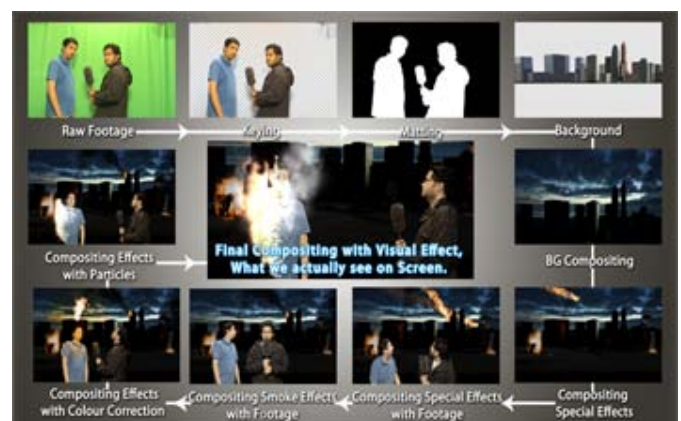 Raw Footage
Keying
Matting
Background
BG Compositing
Compositing
Special Effects
Compositing Special Effects
with Footage
Compositing Smoke Effects
with Footage
Compositing Effects
with Colour Correction
Compositing Effects
with Particles
Final Compositing with Visual Effect,
What we actually see on Screen.